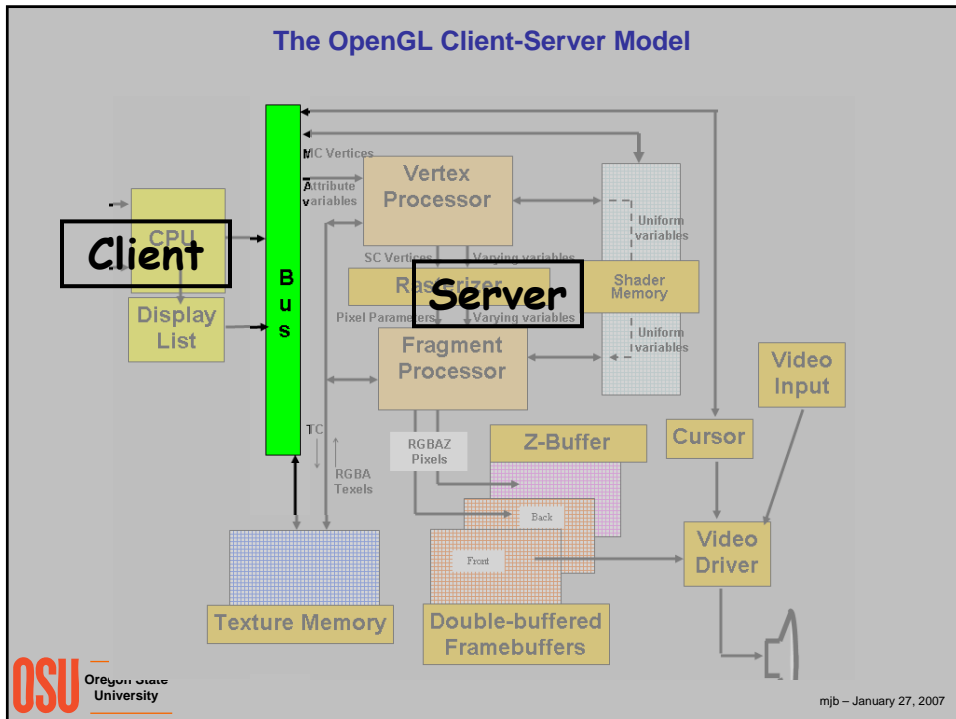 The OpenGL Client-Server Model
MC Vertices
Attribute
variables
Vertex
Processor
CPU
Client
Display
List
Bus
SC Vertices
Varying variables
Rasterizer
Server
Pixel Parameters
Varying variables
Uniform
variables
Shader
Memory
Uniform
variables
Fragment
Processor
Video
Input
TC
RGBA
Texels
RGBAZ
Pixels
Z-Buffer
Cursor
Back
Front
Video
Driver
Texture Memory
Double-buffered
Framebuffers
OSU
Oregon State
University
mjb – January 27, 2007